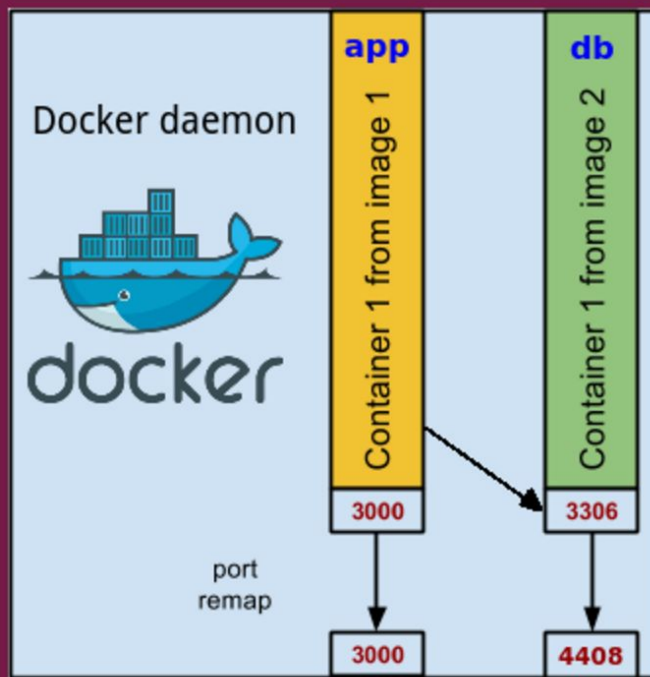 Docker daemon
docker
app
Container 1 from image 1
db
Container 1 from image 2
3000
3306
port
remap
3000
4408